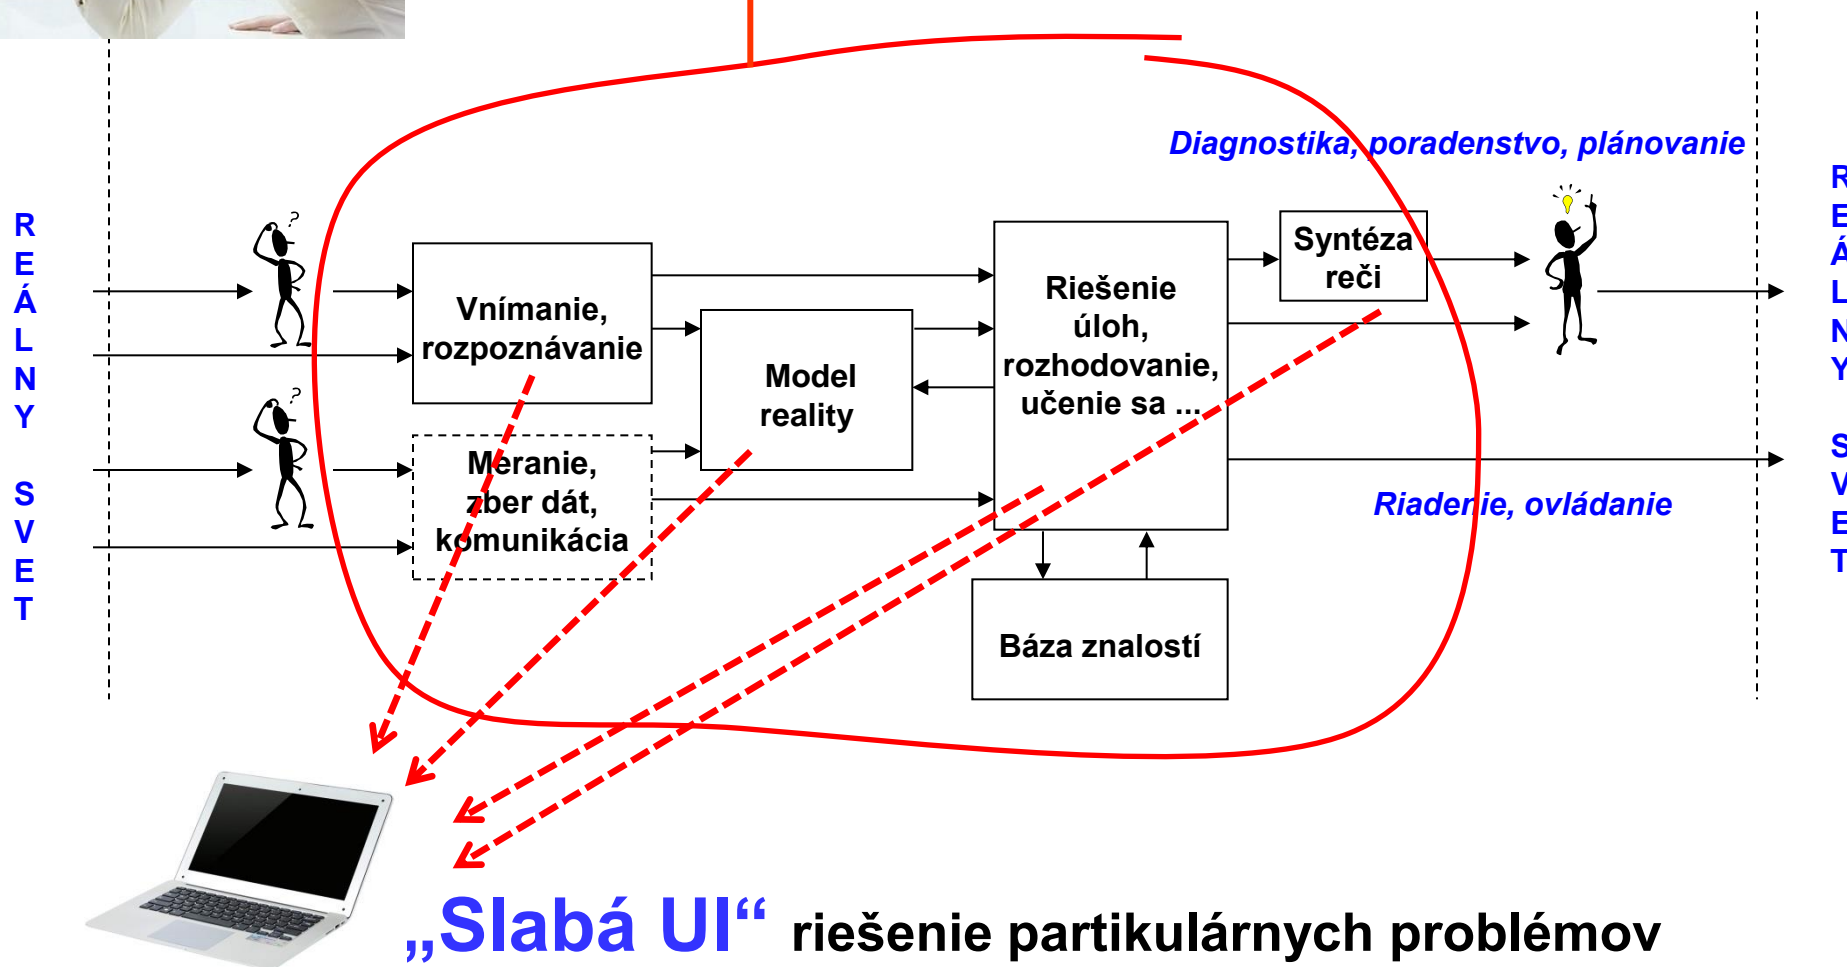 Diagnostika, poradenstvo, plánovanie
R
E
Á
L
N
Y
S
V
E
T
?
?
Vnímanie,
rozpoznávanie
Meranie,
zber dát,
komunikácia
Model
reality
Riešenie
úloh,
rozhodovanie,
učenie sa ...
Syntéza
reči
Báza znalostí
Riadenie, ovládanie
R
E
Á
L
N
Y
S
V
E
T
„Slabá UI“ riešenie partikulárnych problémov